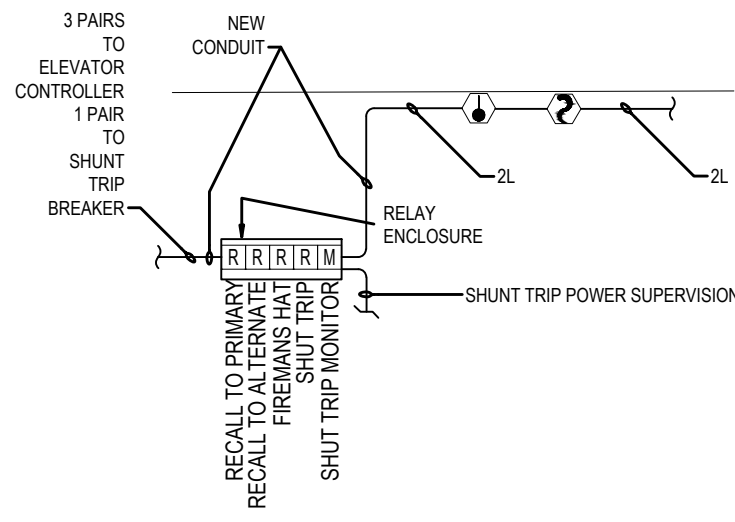 3 PAIRS
TO
ELEVATOR
CONTROLLER
1 PAIR
TO
SHUNT
TRIP
BREAKER
NEW
CONDUIT
2L
2L
RELAY
ENCLOSURE
R R R R M
SHUNT TRIP POWER SUPERVISION
RECALL TO PRIMARY
RECALL TO ALTERNATE
FIREMANS HAT
SHUT TRIP
SHUT TRIP MONITOR